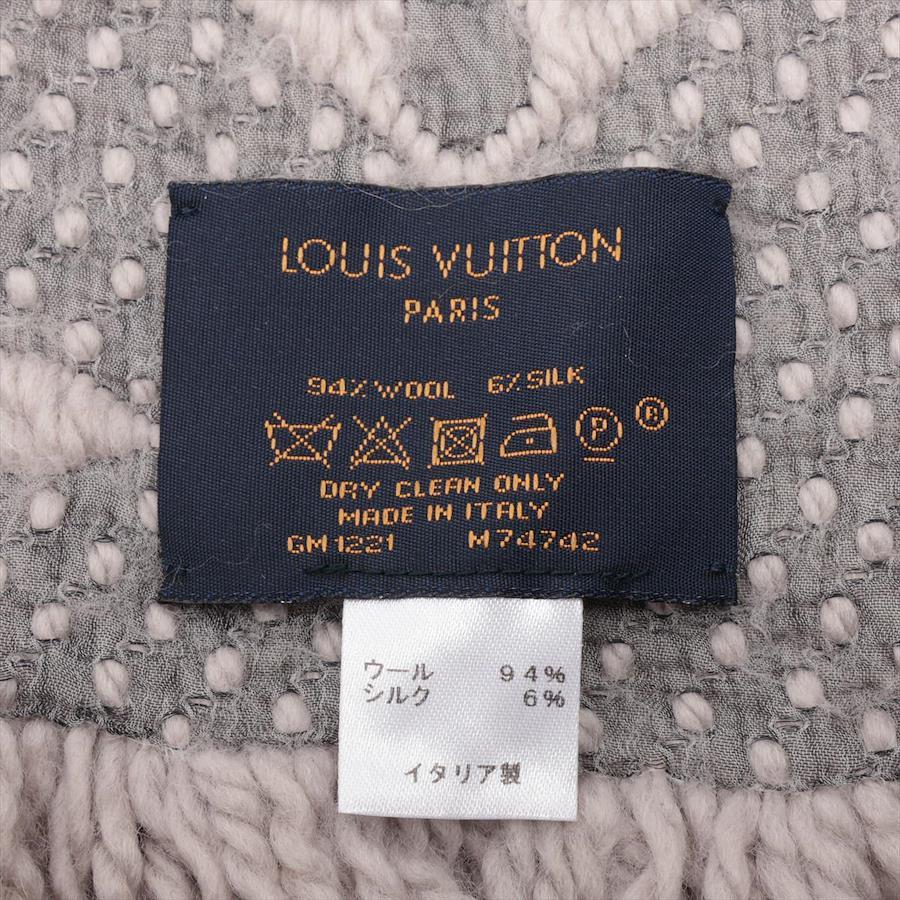 LOUIS VUITTON
PARIS
94% WOOL 6% SILK
P ®
DRY CLEAN ONLY
MADE IN ITALY
GM1221 M74742
ウール 94%
シルク 6%
イタリア製